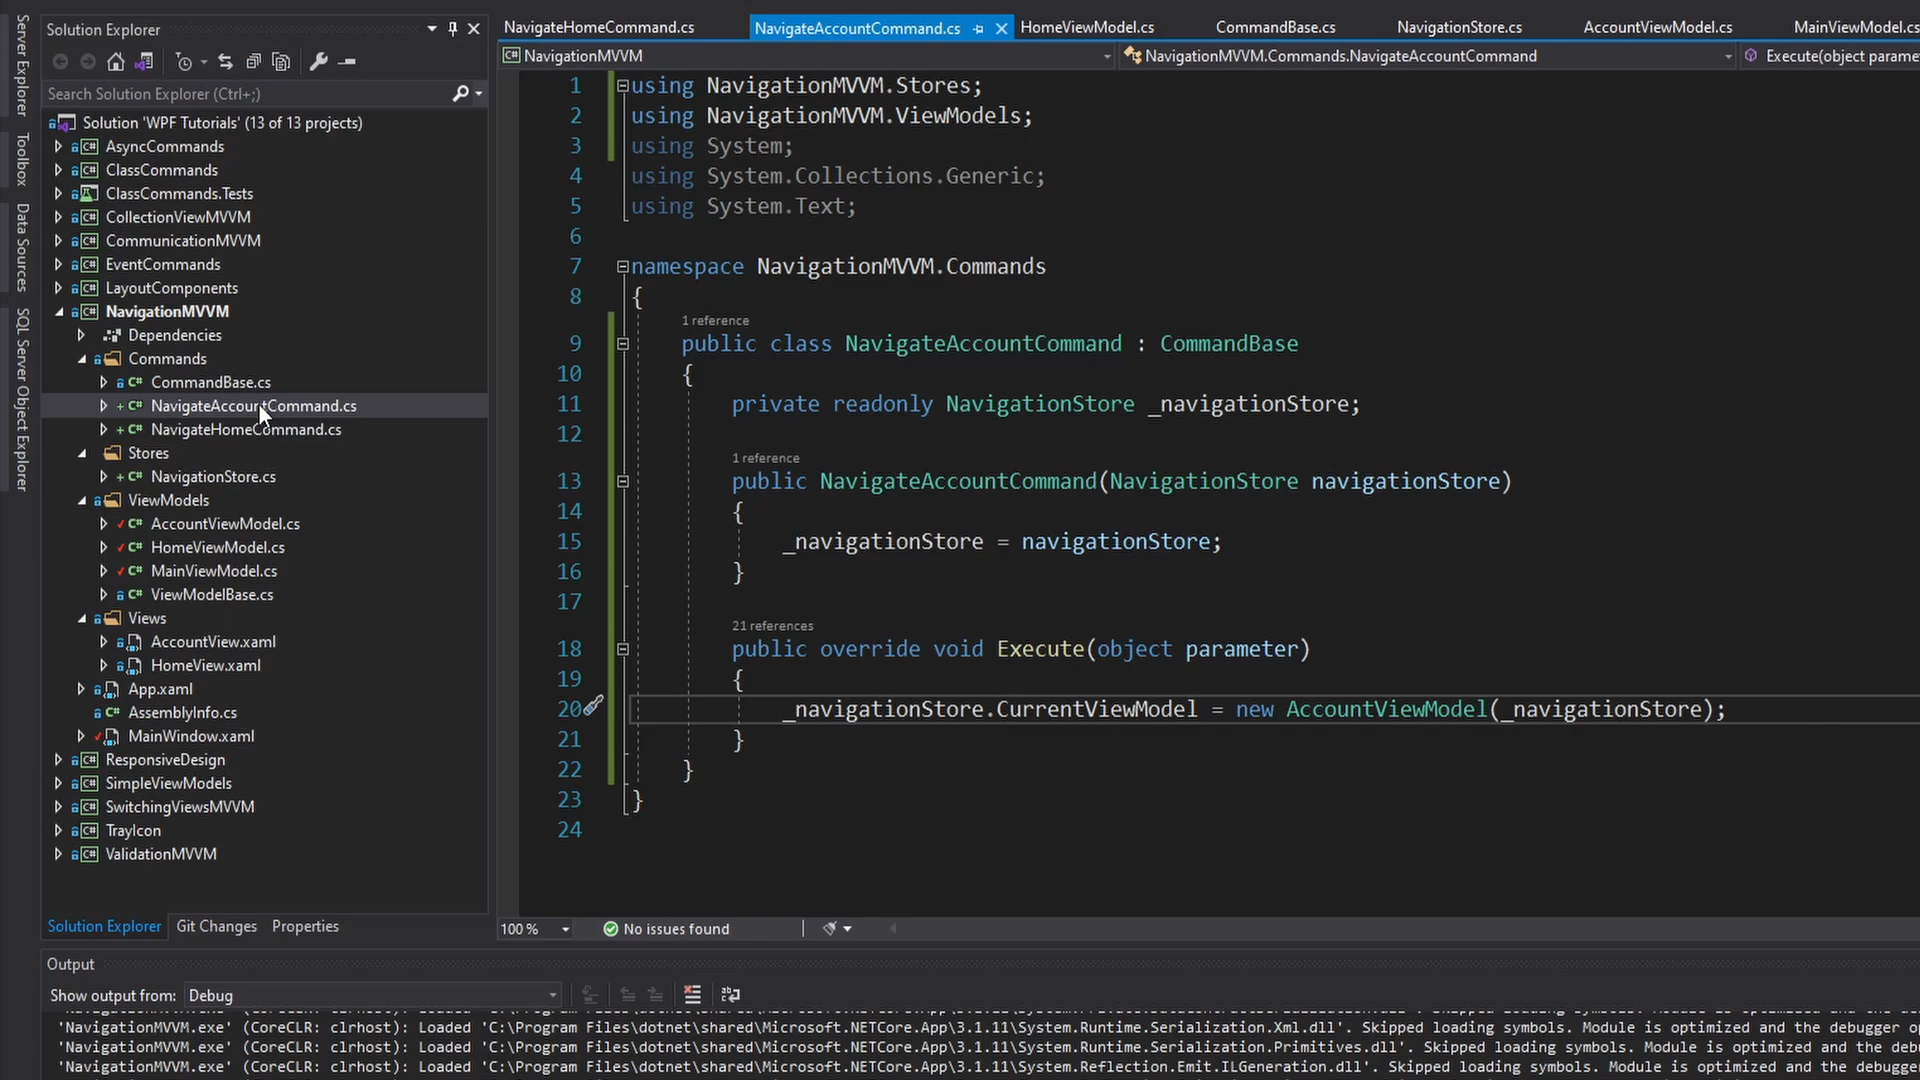 Server Explorer
Toolbox
Data Sources
SQL Server Object Explorer
Solution Explorer
Search Solution Explorer (Ctrl+;)
Solution 'WPF Tutorials' (13 of 13 projects)
AsyncCommands
ClassCommands
ClassCommands.Tests
CollectionViewMVVM
CommunicationMVVM
EventCommands
LayoutComponents
NavigationMVVM
Dependencies
Commands
CommandBase.cs
NavigateAccountCommand.cs
NavigateHomeCommand.cs
Stores
NavigationStore.cs
ViewModels
AccountViewModel.cs
HomeViewModel.cs
MainViewModel.cs
ViewModelBase.cs
Views
AccountView.xaml
HomeView.xaml
App.xaml
AssemblyInfo.cs
MainWindow.xaml
ResponsiveDesign
SimpleViewModels
SwitchingViewsMVVM
TrayIcon
ValidationMVVM
Solution Explorer Git Changes Properties
NavigateHomeCommand.cs NavigateAccountCommand.cs HomeViewModel.cs CommandBase.cs NavigationStore.cs AccountViewModel.cs MainViewModel.cs
NavigationMVVM NavigationMVVM.Commands.NavigateAccountCommand Execute(object parame
1 using NavigationMVVM.Stores;
2 using NavigationMVVM.ViewModels;
3 using System;
4 using System.Collections.Generic;
5 using System.Text;
6
7 namespace NavigationMVVM.Commands
8 {
1 reference
9 public class NavigateAccountCommand : CommandBase
10 {
11 private readonly NavigationStore _navigationStore;
12
1 reference
13 public NavigateAccountCommand(NavigationStore navigationStore)
14 {
15 _navigationStore = navigationStore;
16 }
17
21 references
18 public override void Execute(object parameter)
19 {
20 _navigationStore.CurrentViewModel = new AccountViewModel(_navigationStore);
21 }
22 }
23 }
24
100 % No issues found
Output
Show output from: Debug
'NavigationMVVM.exe' (CoreCLR: clrhost): Loaded 'C:\Program Files\dotnet\shared\Microsoft.NETCore.App\3.1.11\System.Runtime.Serialization.Xml.dll'. Skipped loading symbols. Module is optimized and the debugger op
'NavigationMVVM.exe' (CoreCLR: clrhost): Loaded 'C:\Program Files\dotnet\shared\Microsoft.NETCore.App\3.1.11\System.Runtime.Serialization.Primitives.dll'. Skipped loading symbols. Module is optimized and the deb
'NavigationMVVM.exe' (CoreCLR: clrhost): Loaded 'C:\Program Files\dotnet\shared\Microsoft.NETCore.App\3.1.11\System.Reflection.Emit.ILGeneration.dll'. Skipped loading symbols. Module is optimized and the debugge